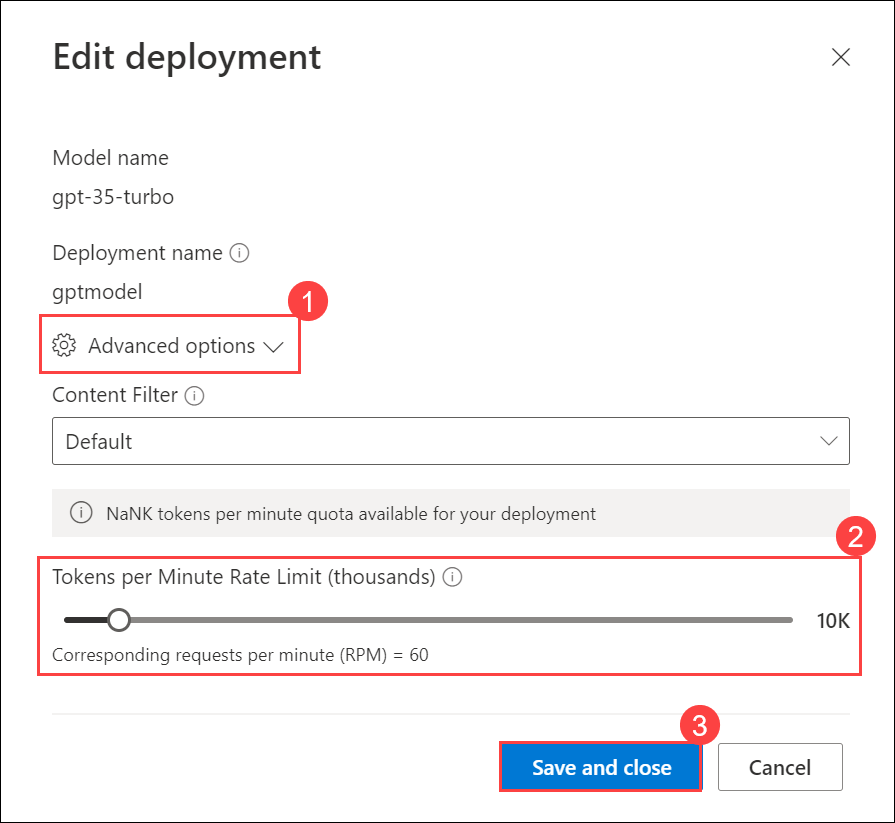 Edit deployment
Model name
gpt-35-turbo
Deployment name
gptmodel
1
Advanced options
Content Filter
Default
NaNK tokens per minute quota available for your deployment
2
Tokens per Minute Rate Limit (thousands)
10K
Corresponding requests per minute (RPM) = 60
3
Save and close
Cancel